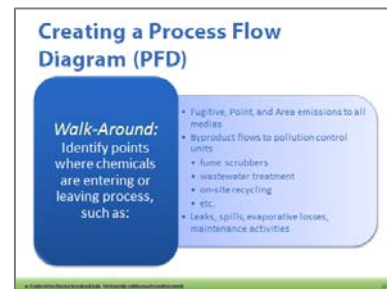 Creating a Process Flow
Diagram (PFD)
Walk-Around:
Identify points
where chemicals
are entering or
leaving process,
such as:
• Fugitive, Point, and Area emissions to all
medias
• Byproduct flows to pollution control
units
• fume scrubbers
• wastewater treatment
• on-site recycling
• etc.
• Leaks, spills, evaporative losses,
maintenance activities